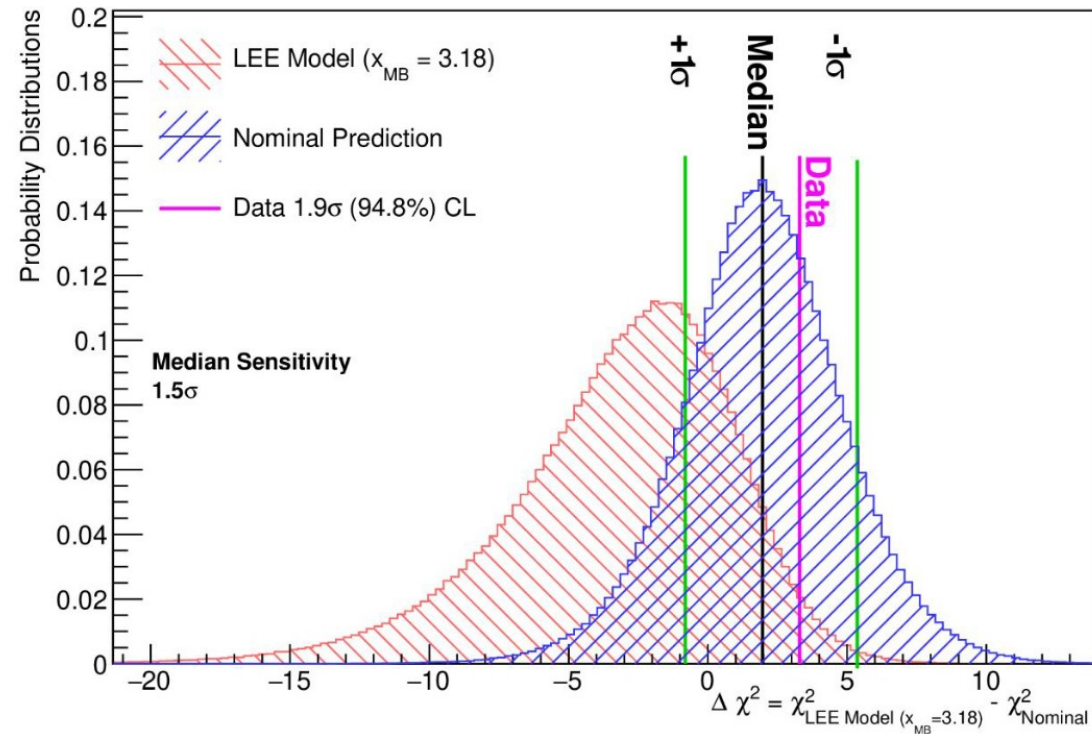 Probability Distributions
0.2
0.18
0.16
0.14
0.12
0.1
0.08
0.06
0.04
0.02
0
LEE Model (x_MB = 3.18)
Nominal Prediction
Data 1.9σ (94.8%) CL
Median Sensitivity
1.5σ
+1σ
Median
Data
-1σ
−20 −15 −10 −5 0 5 10
Δ χ² = χ²_LEE Model (x_MB=3.18) - χ²_Nominal